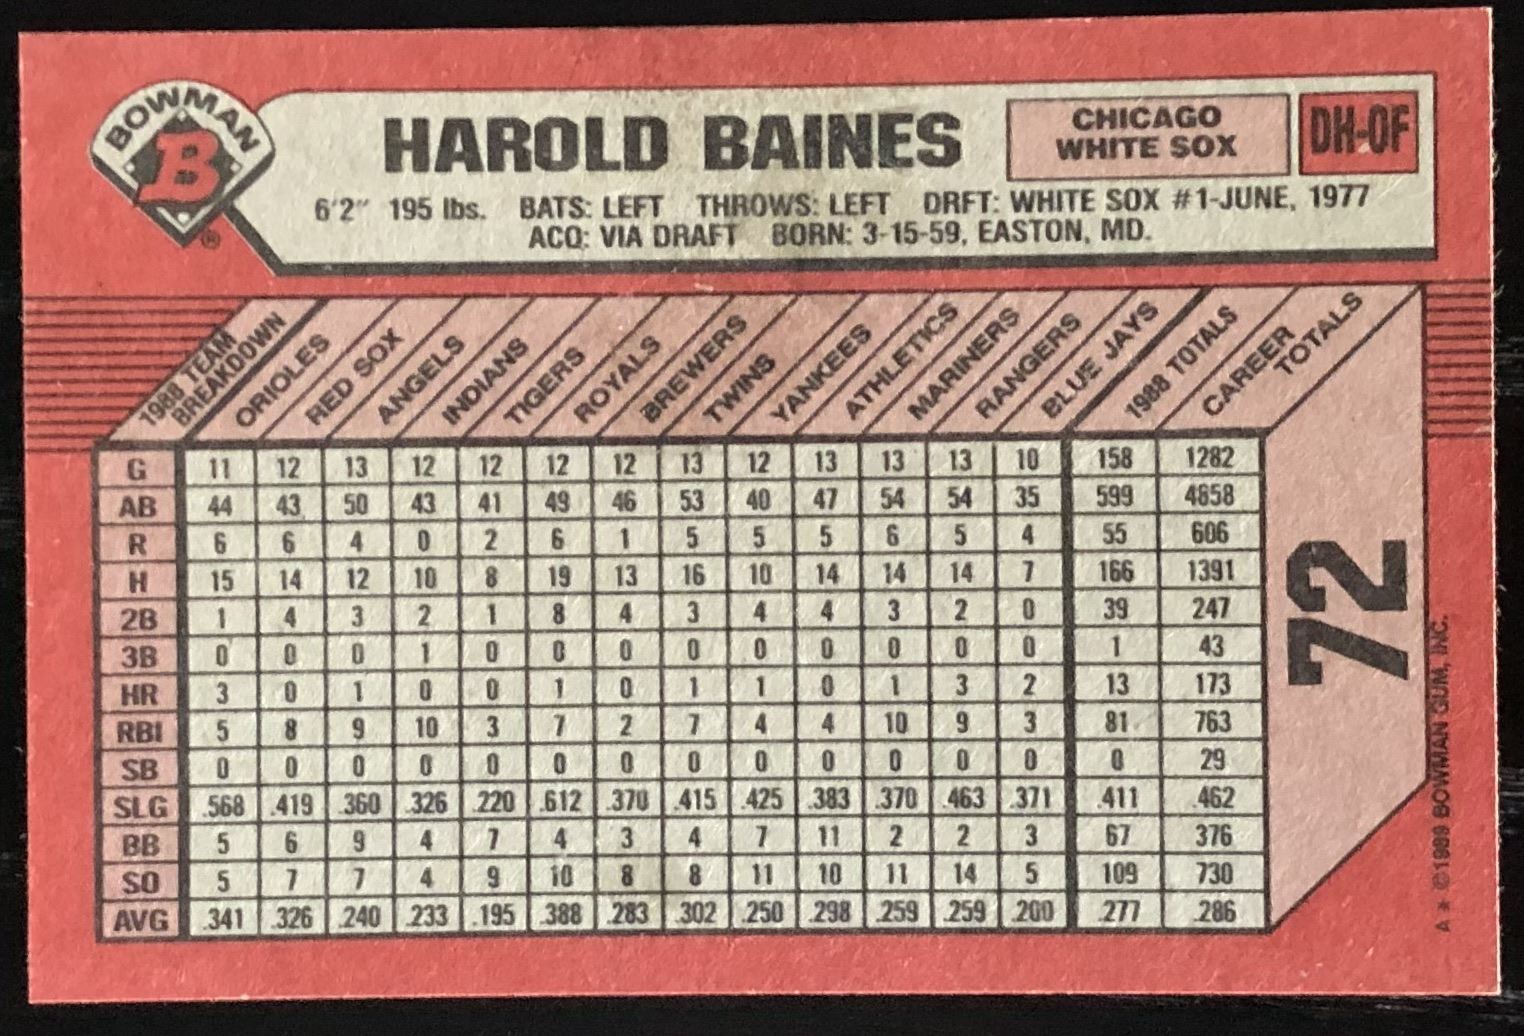 BOWMAN
B
®
HAROLD BAINES
CHICAGO
WHITE SOX
DH-OF
6'2" 195 lbs. BATS: LEFT THROWS: LEFT DRFT: WHITE SOX #1-JUNE, 1977
ACQ: VIA DRAFT BORN: 3-15-59, EASTON, MD.
1988 TEAM BREAKDOWN ORIOLES RED SOX ANGELS INDIANS TIGERS ROYALS BREWERS TWINS YANKEES ATHLETICS MARINERS RANGERS BLUE JAYS 1988 TOTALS CAREER TOTALS
G 11 12 13 12 12 12 12 13 12 13 13 13 10 158 1282
AB 44 43 50 43 41 49 46 53 40 47 54 54 35 599 4858
R 6 6 4 0 2 6 1 5 5 5 6 5 4 55 606
H 15 14 12 10 8 19 13 16 10 14 14 14 7 166 1391
2B 1 4 3 2 1 8 4 3 4 4 3 2 0 39 247
3B 0 0 0 1 0 0 0 0 0 0 0 0 0 1 43
HR 3 0 1 0 0 1 0 1 1 0 1 3 2 13 173
RBI 5 8 9 10 3 7 2 7 4 4 10 9 3 81 763
SB 0 0 0 0 0 0 0 0 0 0 0 0 0 0 29
SLG .568 .419 .360 .326 .220 .612 .370 .415 .425 .383 .370 .463 .371 .411 .462
BB 5 6 9 4 7 4 3 4 7 11 2 2 3 67 376
SO 5 7 7 4 9 10 8 8 11 10 11 14 5 109 730
AVG .341 .326 .240 .233 .195 .388 .283 .302 .250 .298 .259 .259 .200 .277 .286
72
A * ©1989 BOWMAN GUM, INC.